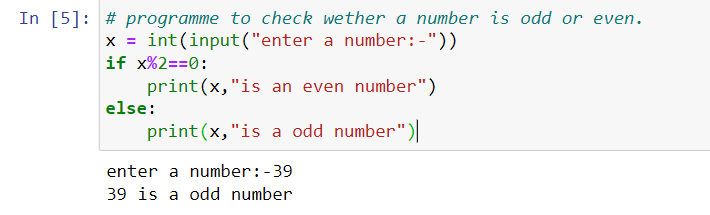 In [5]: # programme to check wether a number is odd or even.
x = int(input("enter a number:-"))
if x%2==0:
    print(x,"is an even number")
else:
    print(x,"is a odd number")
enter a number:-39
39 is a odd number